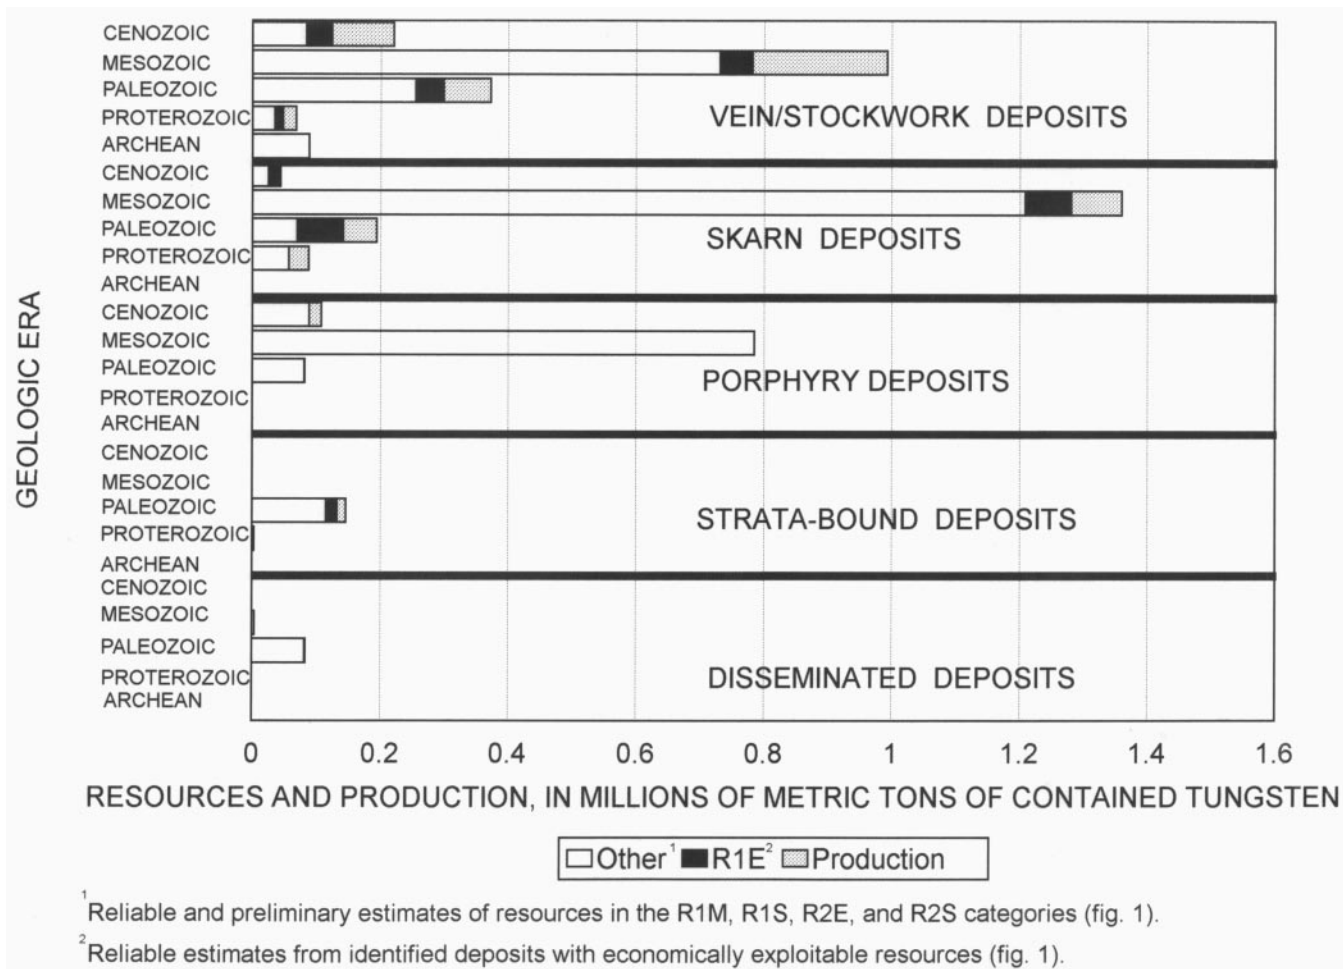 GEOLOGIC ERA
CENOZOIC
MESOZOIC
PALEOZOIC
PROTEROZOIC
ARCHEAN
VEIN/STOCKWORK DEPOSITS
CENOZOIC
MESOZOIC
PALEOZOIC
PROTEROZOIC
ARCHEAN
SKARN DEPOSITS
CENOZOIC
MESOZOIC
PALEOZOIC
PROTEROZOIC
ARCHEAN
PORPHYRY DEPOSITS
CENOZOIC
MESOZOIC
PALEOZOIC
PROTEROZOIC
ARCHEAN
STRATA-BOUND DEPOSITS
CENOZOIC
MESOZOIC
PALEOZOIC
PROTEROZOIC
ARCHEAN
DISSEMINATED DEPOSITS
0 0.2 0.4 0.6 0.8 1 1.2 1.4 1.6
RESOURCES AND PRODUCTION, IN MILLIONS OF METRIC TONS OF CONTAINED TUNGSTEN
Other¹ R1E² Production
¹Reliable and preliminary estimates of resources in the R1M, R1S, R2E, and R2S categories (fig. 1).
²Reliable estimates from identified deposits with economically exploitable resources (fig. 1).